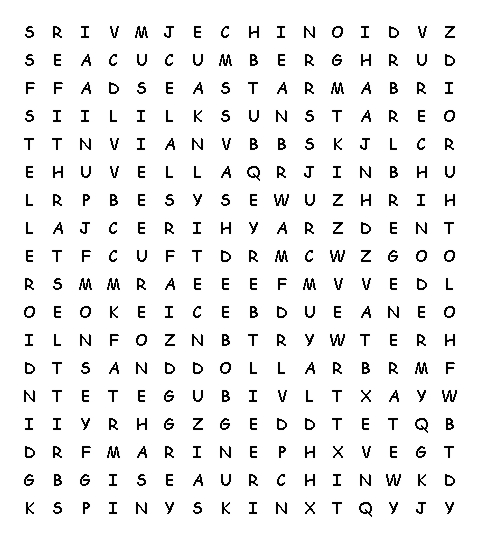 S R I V M J E C H I N O I D V Z
S E A C U C U M B E R G H R U D
F F A D S E A S T A R M A B R I
S I I L I L K S U N S T A R E O
T T N V I A N V B B S K J L C R
E H U V E L L A Q R J I N B H U
L R P B E S Y S E W U Z H R I H
L A J C E R I H Y A R Z D E N T
E T F C U F T D R M C W Z G O O
R S M M R A E E E F M V V E D L
O E O K E I C E B D U E A N E O
I L N F O Z N B T R Y W T E R H
D T S A N D D O L L A R B R M F
N T E T E G U B I V L T X A Y W
I I Y R H G Z G E D D T E T Q B
D R F M A R I N E P H X V E G T
G B G I S E A U R C H I N W K D
K S P I N Y S K I N X T Q Y J Y